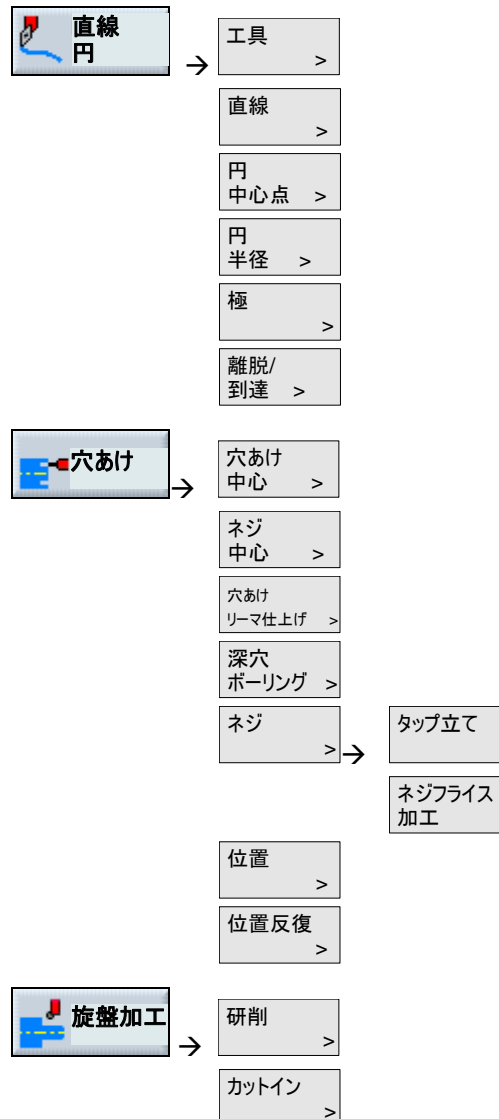 直線
円
→
工具
>
直線
>
円
中心点 >
円
半径 >
極
>
離脱/
到達 >
穴あけ
→
穴あけ
中心 >
ネジ
中心 >
穴あけ
リーマ仕上げ >
深穴
ボーリング >
ネジ
>
→
タップ立て
ネジフライス
加工
位置
>
位置反復
>
旋盤加工
→
研削
>
カットイン
>